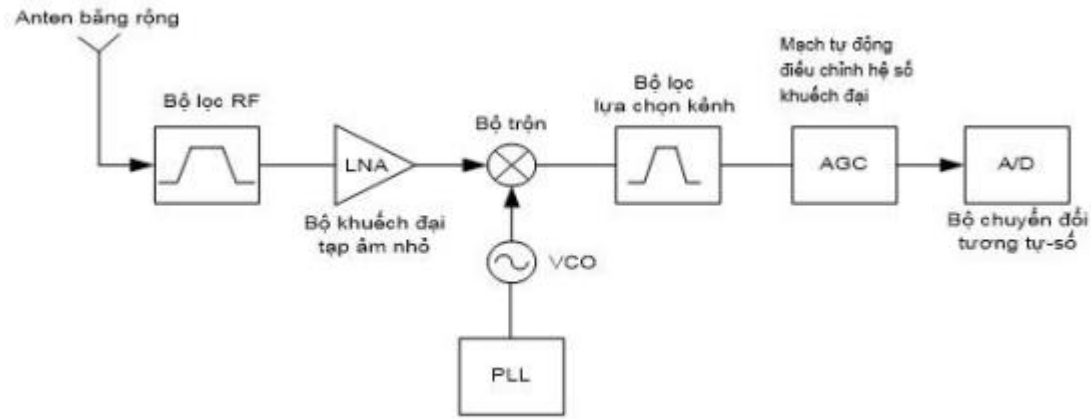 Anten băng rộng
Bộ lọc RF
LNA
Bộ khuếch đại
tạp âm nhỏ
Bộ trộn
VCO
PLL
Bộ lọc
lựa chọn kênh
Mạch tự động
điều chỉnh hệ số
khuếch đại
AGC
A/D
Bộ chuyển đổi
tương tự-số